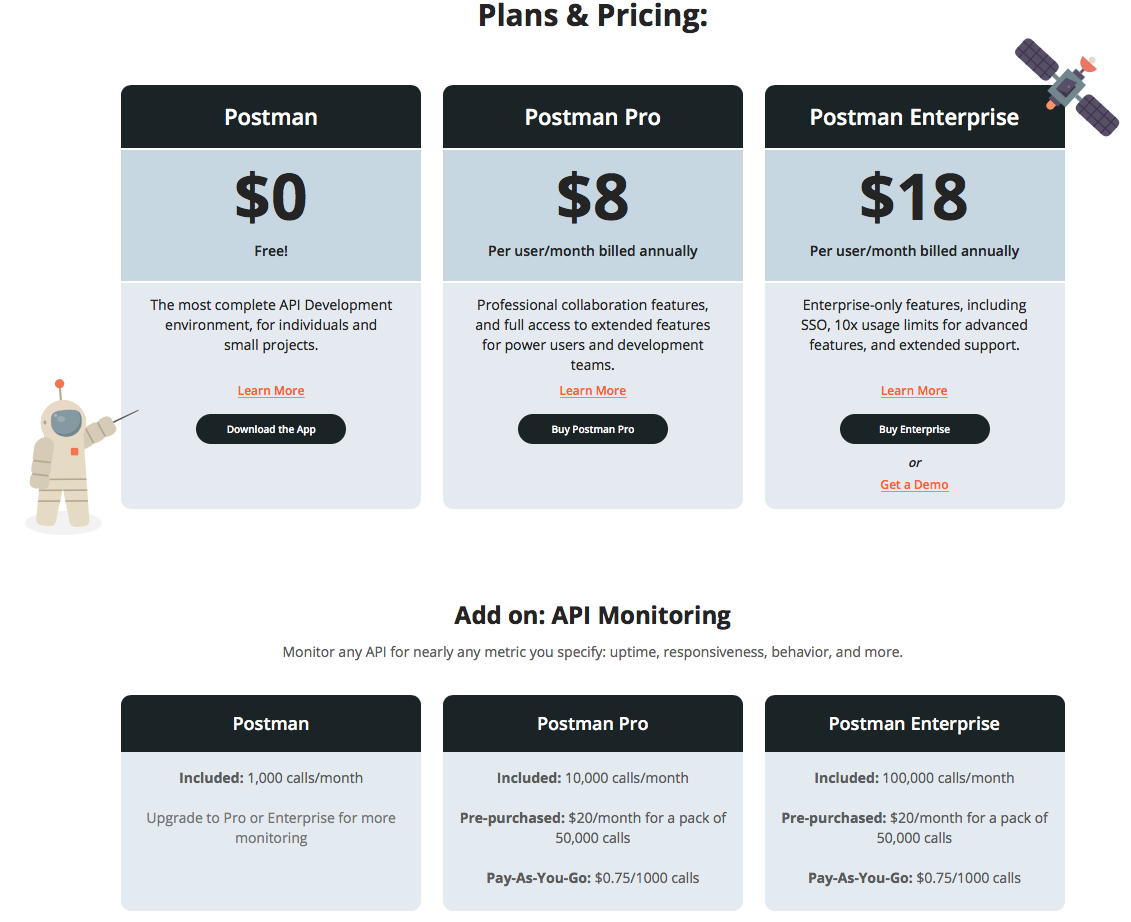 Plans & Pricing:
Postman
$0
Free!
The most complete API Development
environment, for individuals and
small projects.
Learn More
Download the App
Postman Pro
$8
Per user/month billed annually
Professional collaboration features,
and full access to extended features
for power users and development
teams.
Learn More
Buy Postman Pro
Postman Enterprise
$18
Per user/month billed annually
Enterprise-only features, including
SSO, 10x usage limits for advanced
features, and extended support.
Learn More
Buy Enterprise
or
Get a Demo
Add on: API Monitoring
Monitor any API for nearly any metric you specify: uptime, responsiveness, behavior, and more.
Postman
Included: 1,000 calls/month
Upgrade to Pro or Enterprise for more
monitoring
Postman Pro
Included: 10,000 calls/month
Pre-purchased: $20/month for a pack of
50,000 calls
Pay-As-You-Go: $0.75/1000 calls
Postman Enterprise
Included: 100,000 calls/month
Pre-purchased: $20/month for a pack of
50,000 calls
Pay-As-You-Go: $0.75/1000 calls